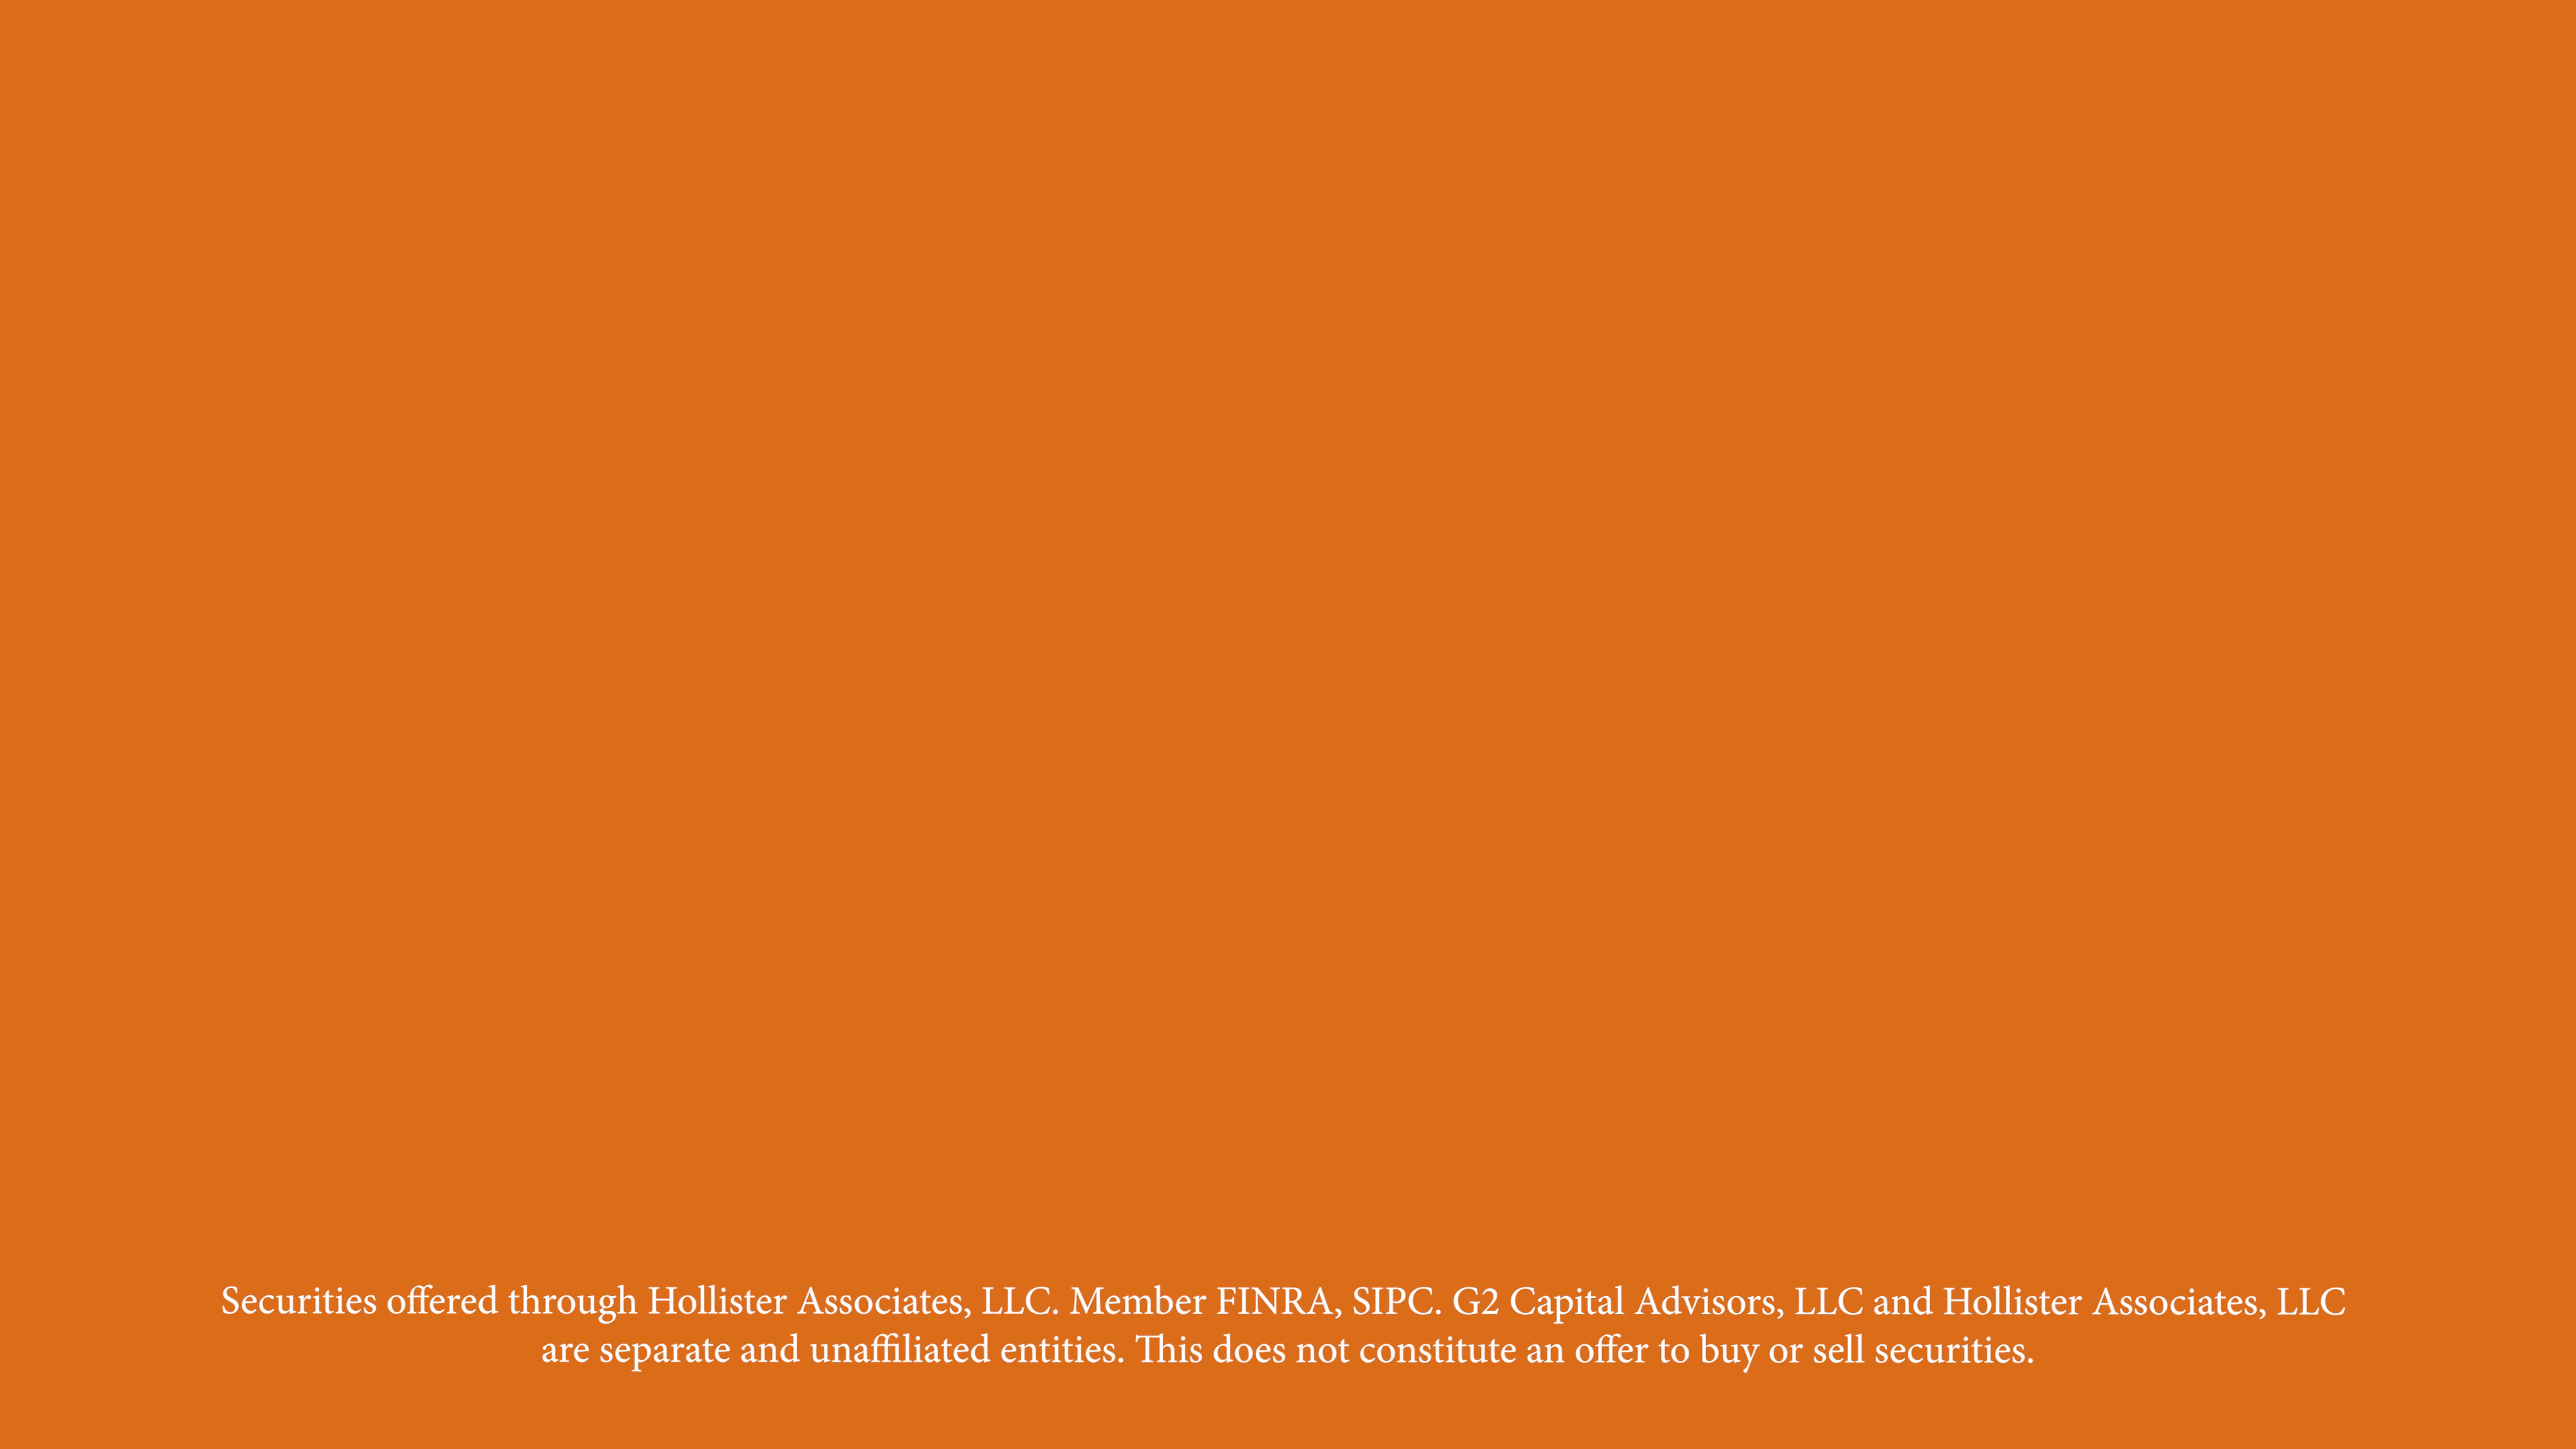 Securities offered through Hollister Associates, LLC. Member FINRA, SIPC. G2 Capital Advisors, LLC and Hollister Associates, LLC
are separate and unaffiliated entities. This does not constitute an offer to buy or sell securities.